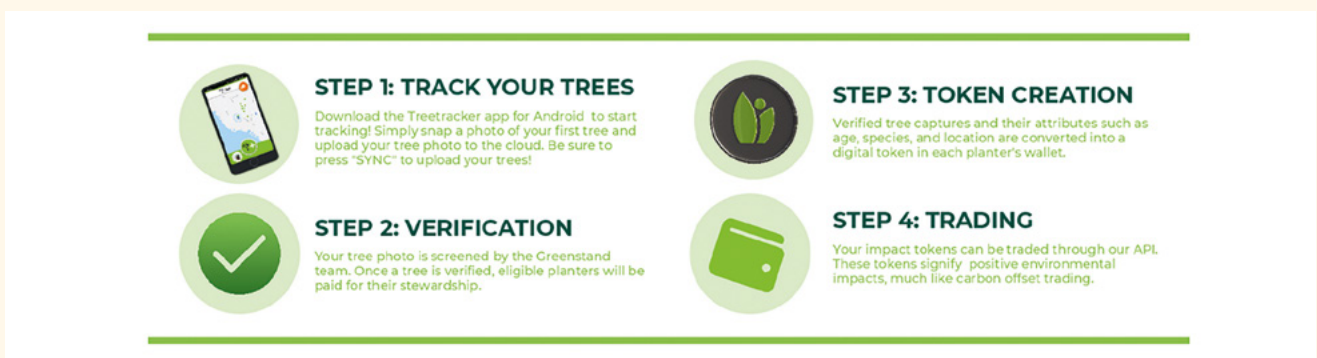 STEP 1: TRACK YOUR TREES
Download the Treetracker app for Android to start
tracking! Simply snap a photo of your first tree and
upload your tree photo to the cloud. Be sure to
press "SYNC" to upload your trees!
STEP 2: VERIFICATION
Your tree photo is screened by the Greenstand
team. Once a tree is verified, eligible planters will be
paid for their stewardship.
STEP 3: TOKEN CREATION
Verified tree captures and their attributes such as
age, species, and location are converted into a
digital token in each planter's wallet.
STEP 4: TRADING
Your impact tokens can be traded through our API.
These tokens signify positive environmental
impacts, much like carbon offset trading.